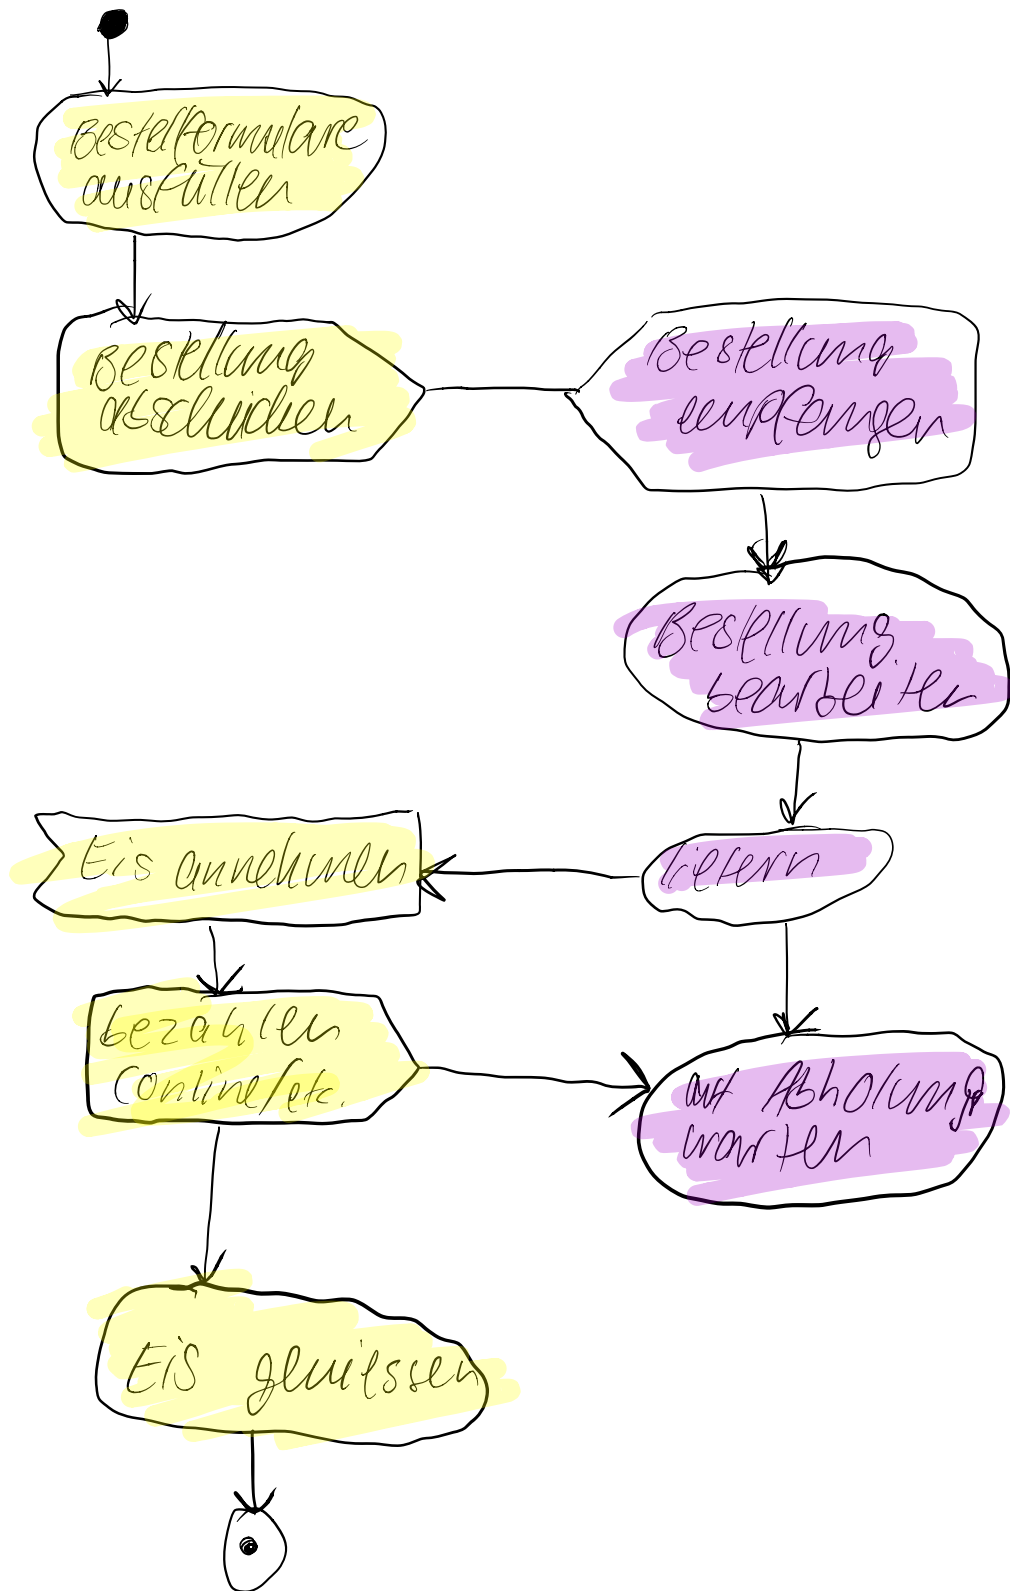 Bestellformulare
ausfüllen
Bestellung
abschicken
Bestellung
empfangen
Bestellung
bearbeiten
Eis annehmen
liefern
bezahlen
(online/etc.
auf Abholung
warten
Eis geniessen